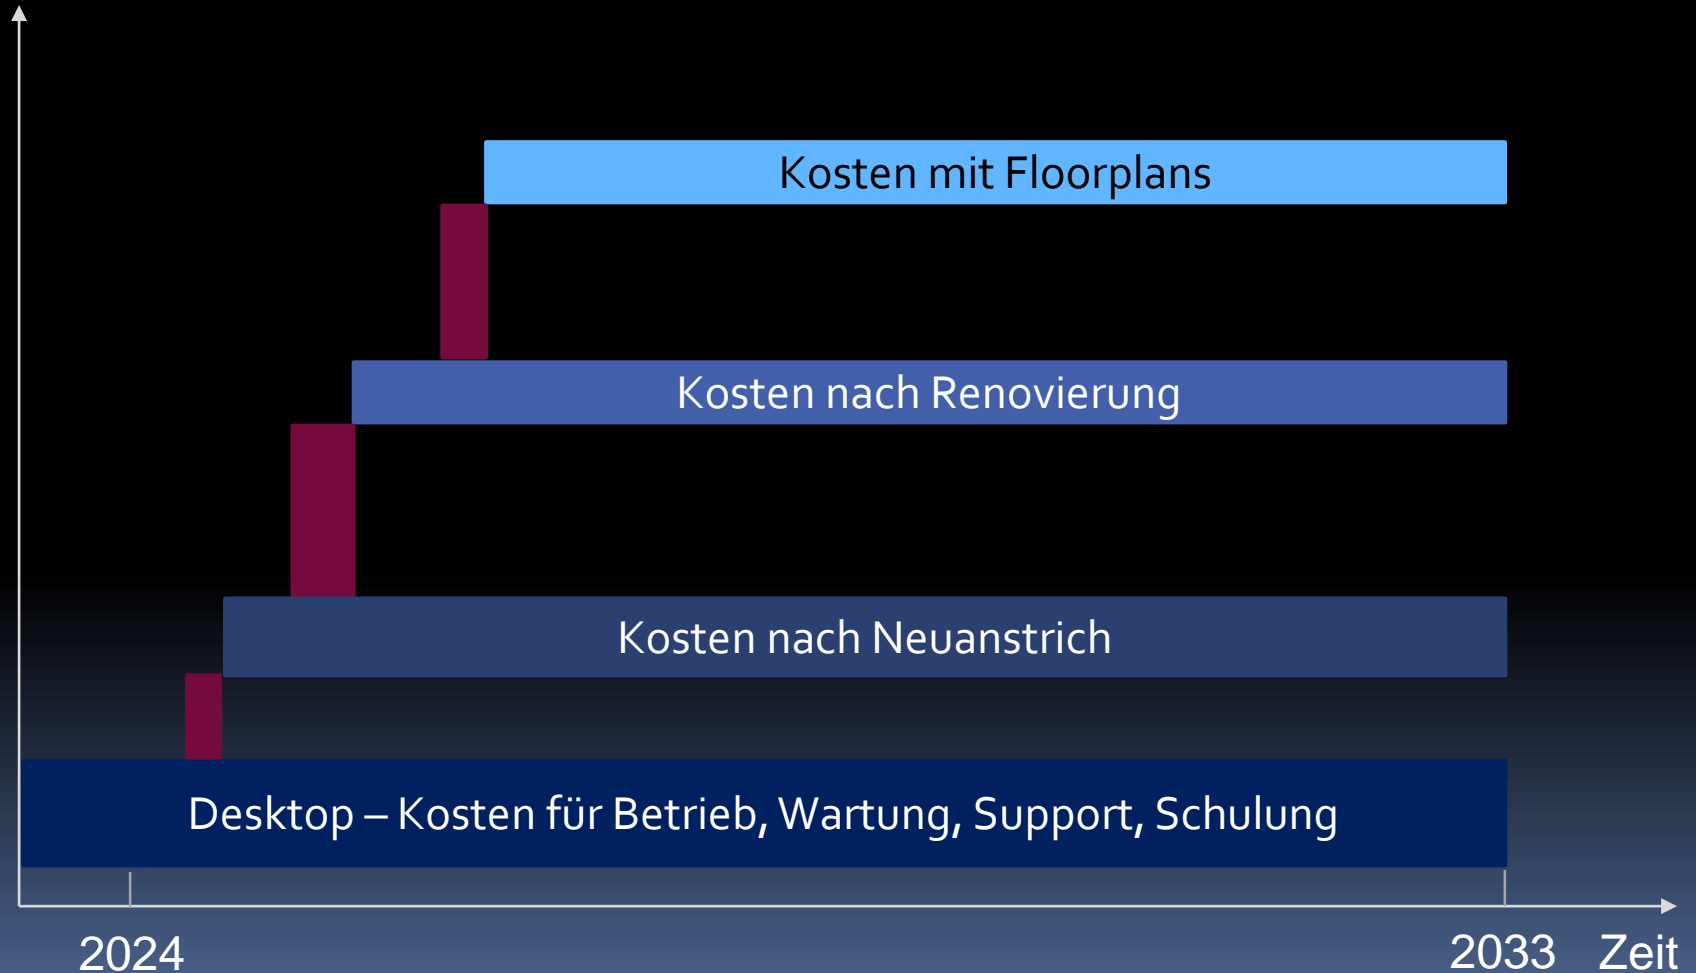 Kosten mit Floorplans
Kosten nach Renovierung
Kosten nach Neuanstrich
Desktop – Kosten für Betrieb, Wartung, Support, Schulung
2024
2033
Zeit